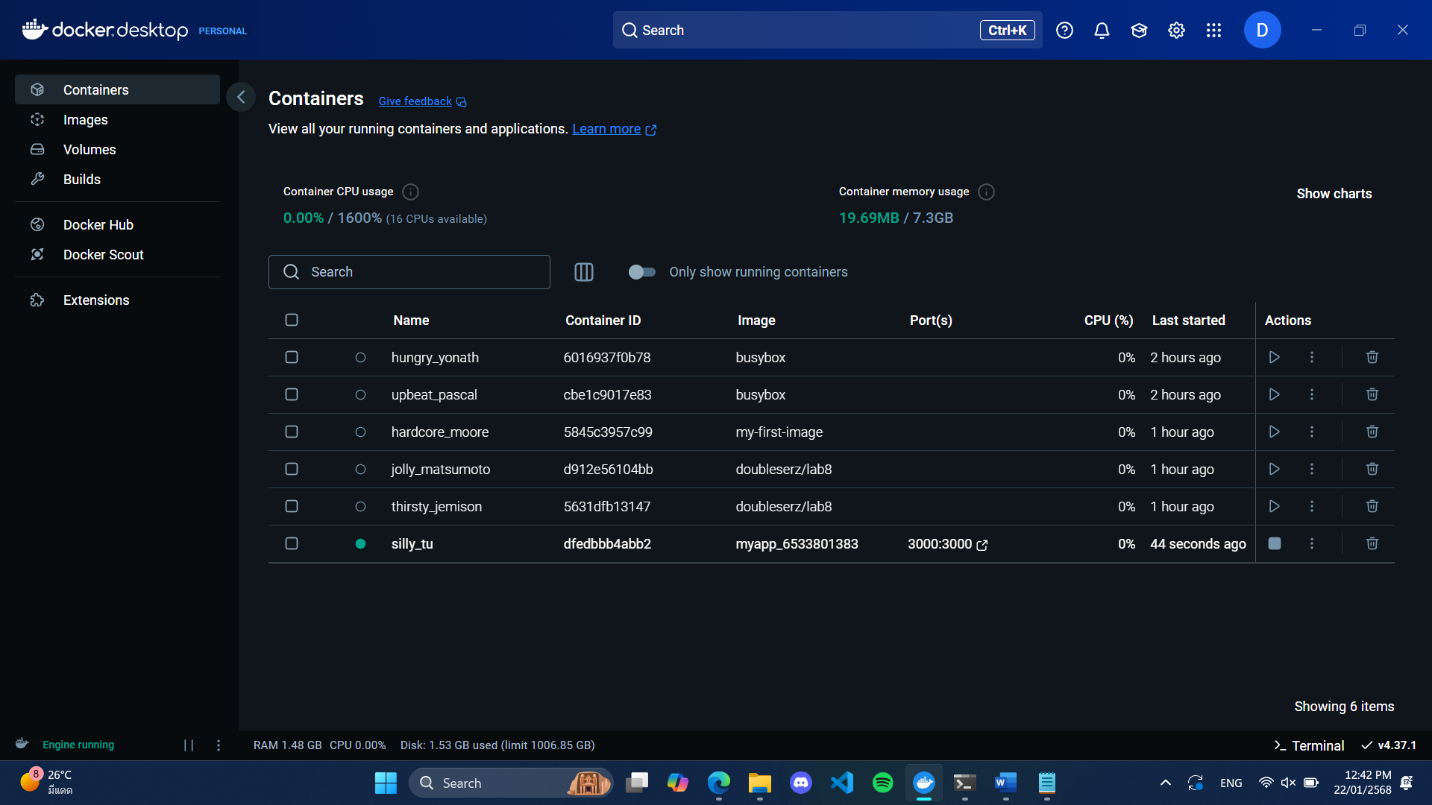 docker.desktop PERSONAL Search Ctrl+K D
Containers
Images
Volumes
Builds
Docker Hub
Docker Scout
Extensions
Containers Give feedback
View all your running containers and applications. Learn more
Container CPU usage
0.00% / 1600% (16 CPUs available)
Container memory usage
19.69MB / 7.3GB
Show charts
Search Only show running containers
Name Container ID Image Port(s) CPU (%) Last started Actions
hungry_yonath 6016937f0b78 busybox 0% 2 hours ago
upbeat_pascal cbe1c9017e83 busybox 0% 2 hours ago
hardcore_moore 5845c3957c99 my-first-image 0% 1 hour ago
jolly_matsumoto d912e56104bb doubleserz/lab8 0% 1 hour ago
thirsty_jemison 5631dfb13147 doubleserz/lab8 0% 1 hour ago
silly_tu dfedbbb4abb2 myapp_6533801383 3000:3000 0% 44 seconds ago
Showing 6 items
Engine running RAM 1.48 GB CPU 0.00% Disk: 1.53 GB used (limit 1006.85 GB) Terminal v4.37.1
8 26°C
มีแดด
Search
ENG
12:42 PM
22/01/2568